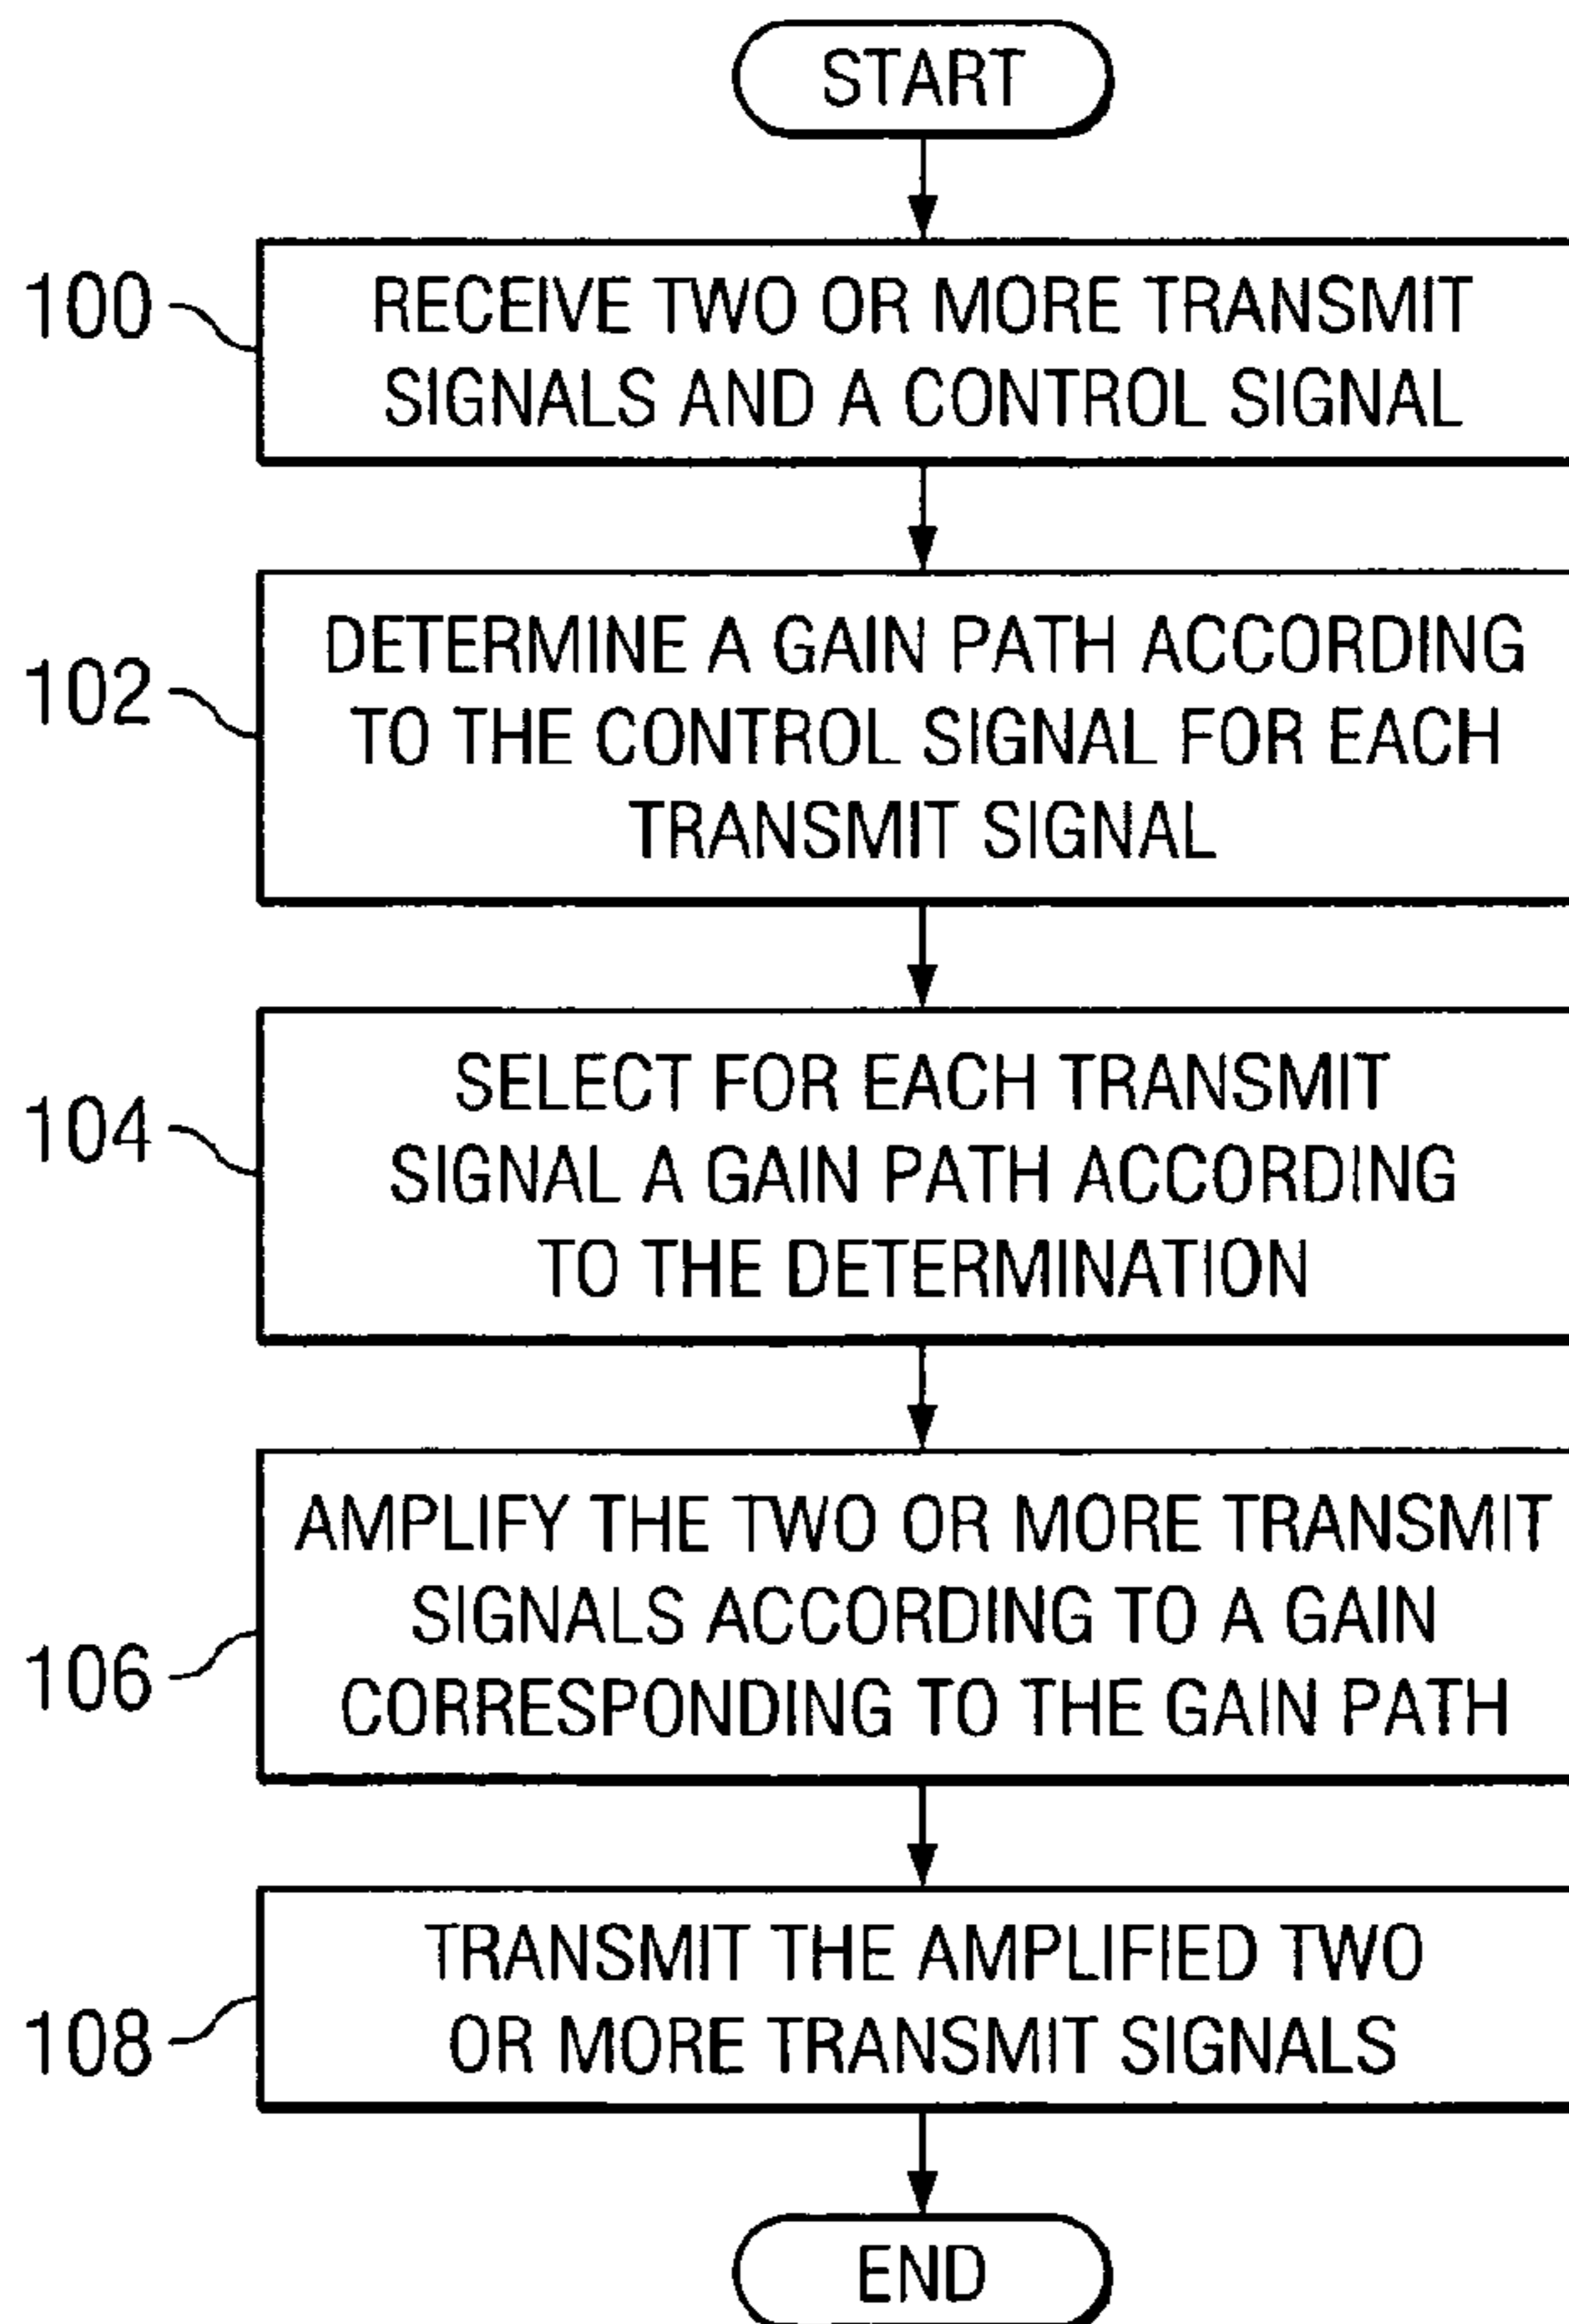 START
100
RECEIVE TWO OR MORE TRANSMIT
SIGNALS AND A CONTROL SIGNAL
102
DETERMINE A GAIN PATH ACCORDING
TO THE CONTROL SIGNAL FOR EACH
TRANSMIT SIGNAL
104
SELECT FOR EACH TRANSMIT
SIGNAL A GAIN PATH ACCORDING
TO THE DETERMINATION
106
AMPLIFY THE TWO OR MORE TRANSMIT
SIGNALS ACCORDING TO A GAIN
CORRESPONDING TO THE GAIN PATH
108
TRANSMIT THE AMPLIFIED TWO
OR MORE TRANSMIT SIGNALS
END